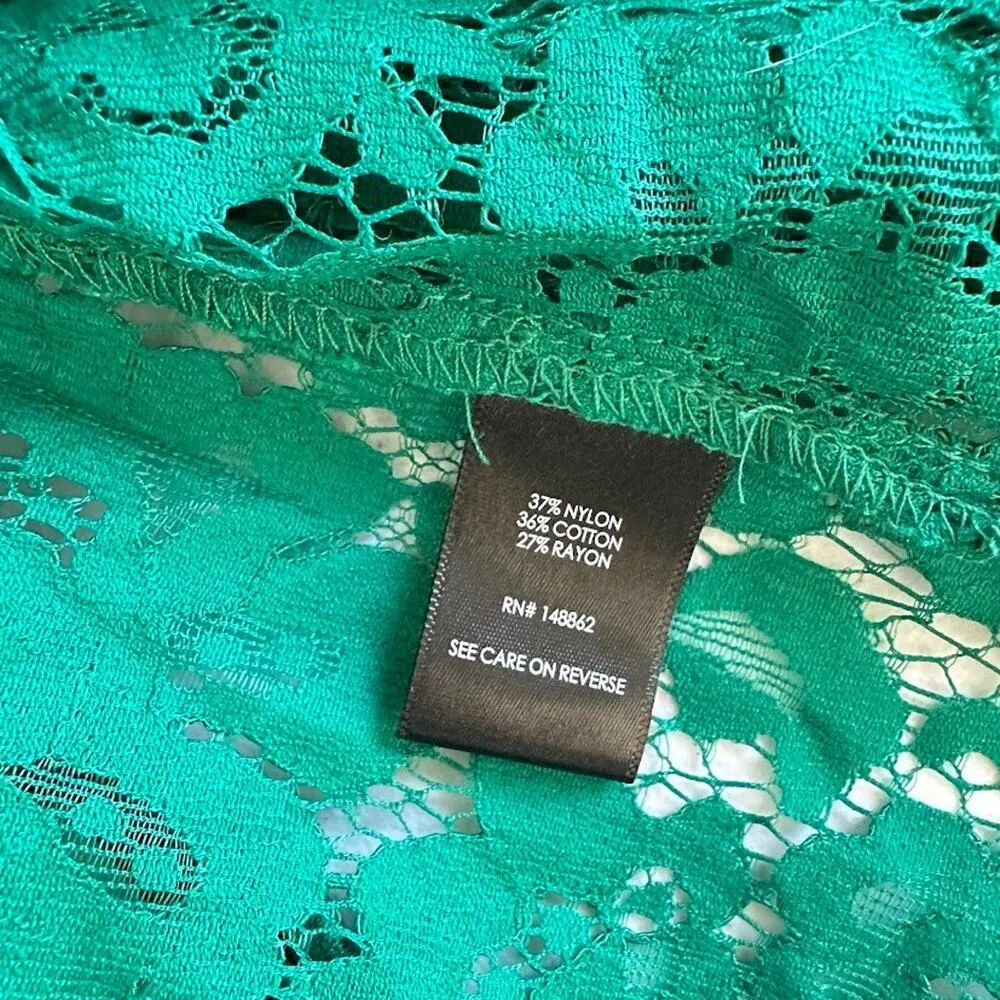 37% NYLON
36% COTTON
27% RAYON
RN# 148862
SEE CARE ON REVERSE